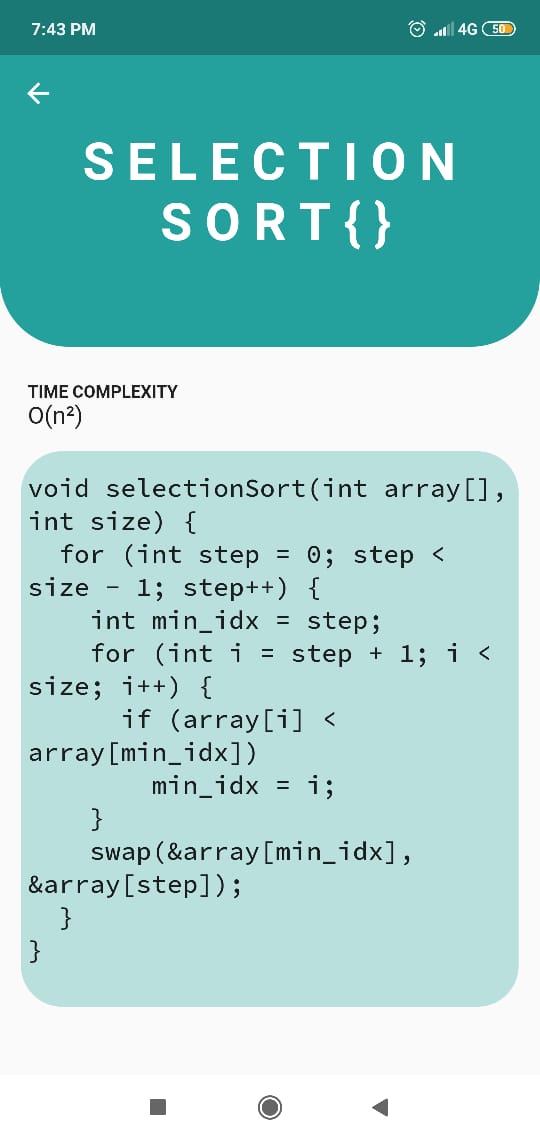 7:43 PM 4G 50
SELECTION
SORT{}
TIME COMPLEXITY
O(n²)
void selectionSort(int array[],
int size) {
  for (int step = 0; step <
size - 1; step++) {
    int min_idx = step;
    for (int i = step + 1; i <
size; i++) {
      if (array[i] <
array[min_idx])
        min_idx = i;
    }
    swap(&array[min_idx],
&array[step]);
  }
}